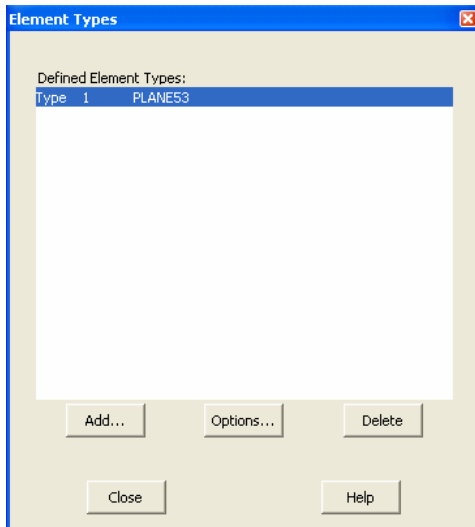 Element Types
Defined Element Types:
Type 1 PLANE53
Add... Options... Delete
Close Help